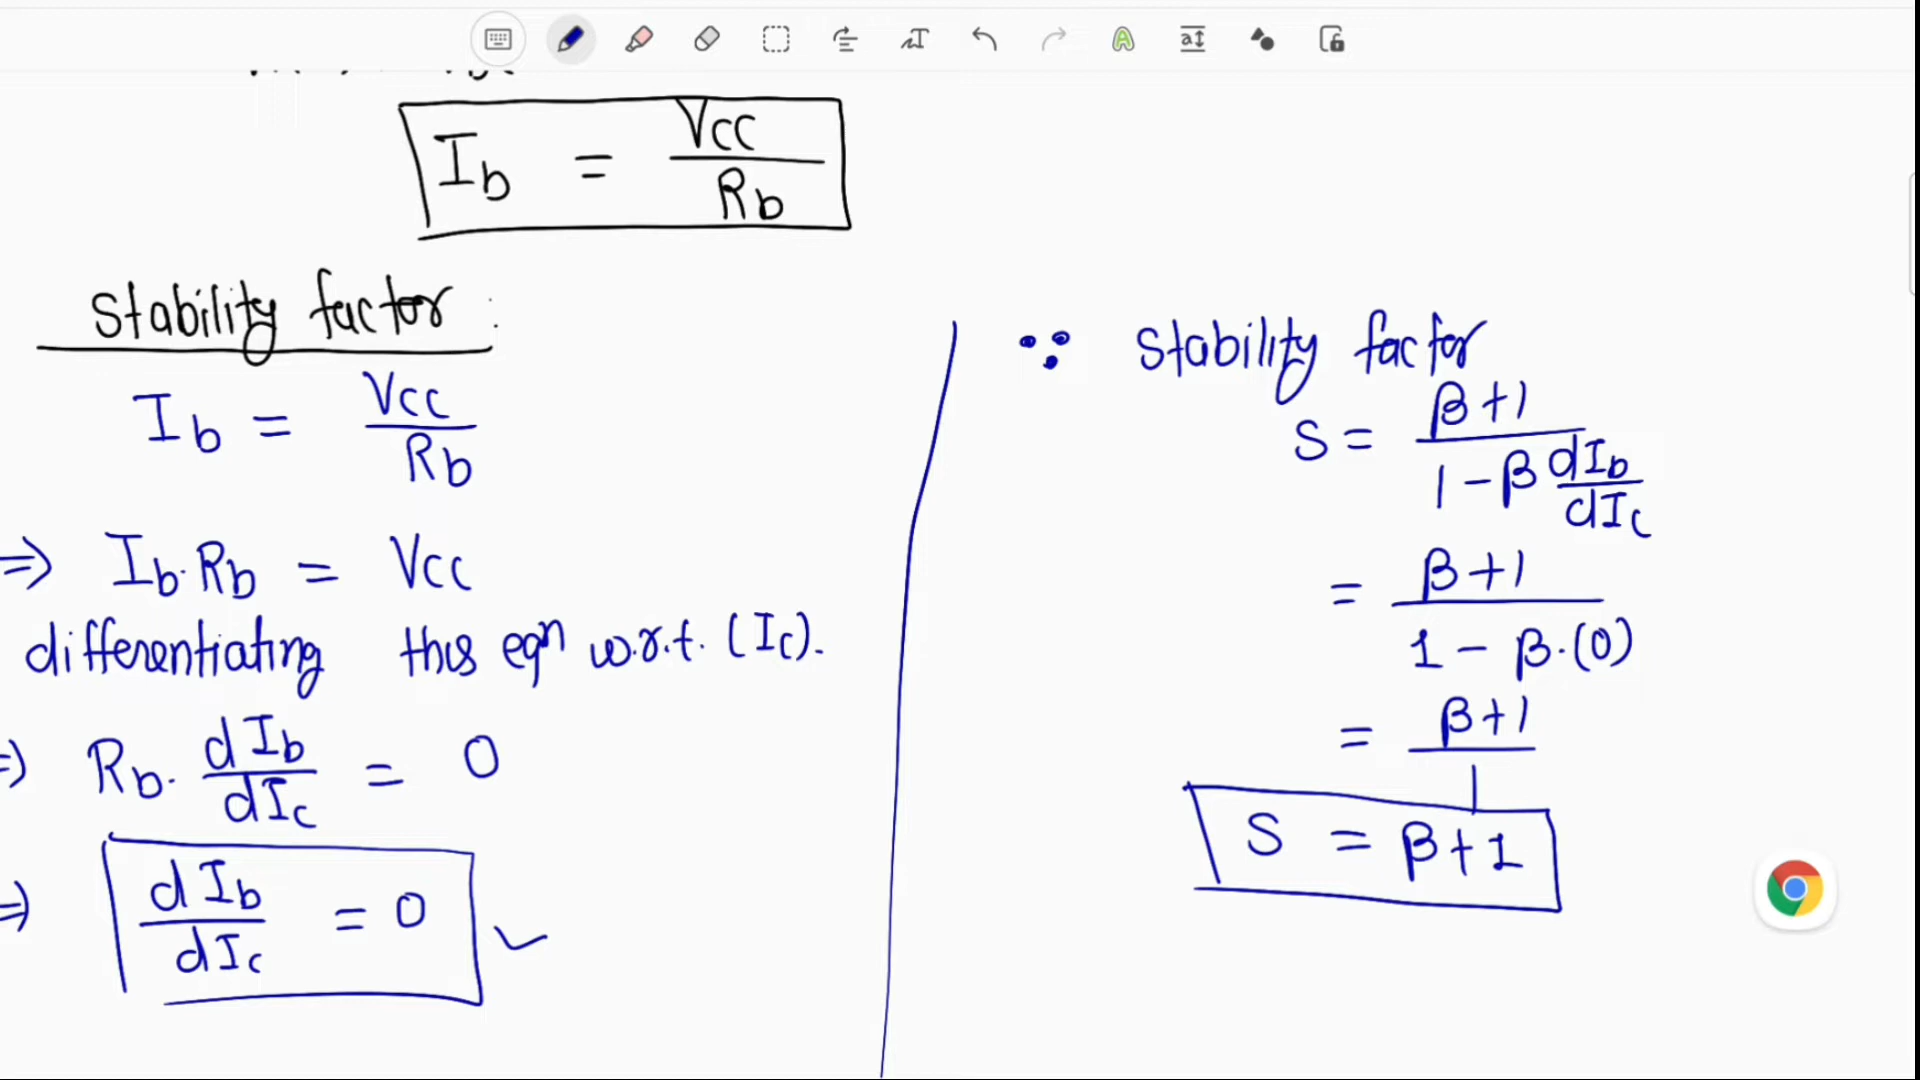 Ib = Vcc / Rb
Stability factor :
Ib = Vcc / Rb
⇒ Ib·Rb = Vcc
differentiating this eqn w.r.t. (Ic).
⇒ Rb· dIb / dIc = 0
⇒ dIb / dIc = 0 ✓
∵ Stability factor
S = β+1 / 1-β dIb / dIc
= β+1 / 1 - β·(0)
= β+1 / 1
S = β+1